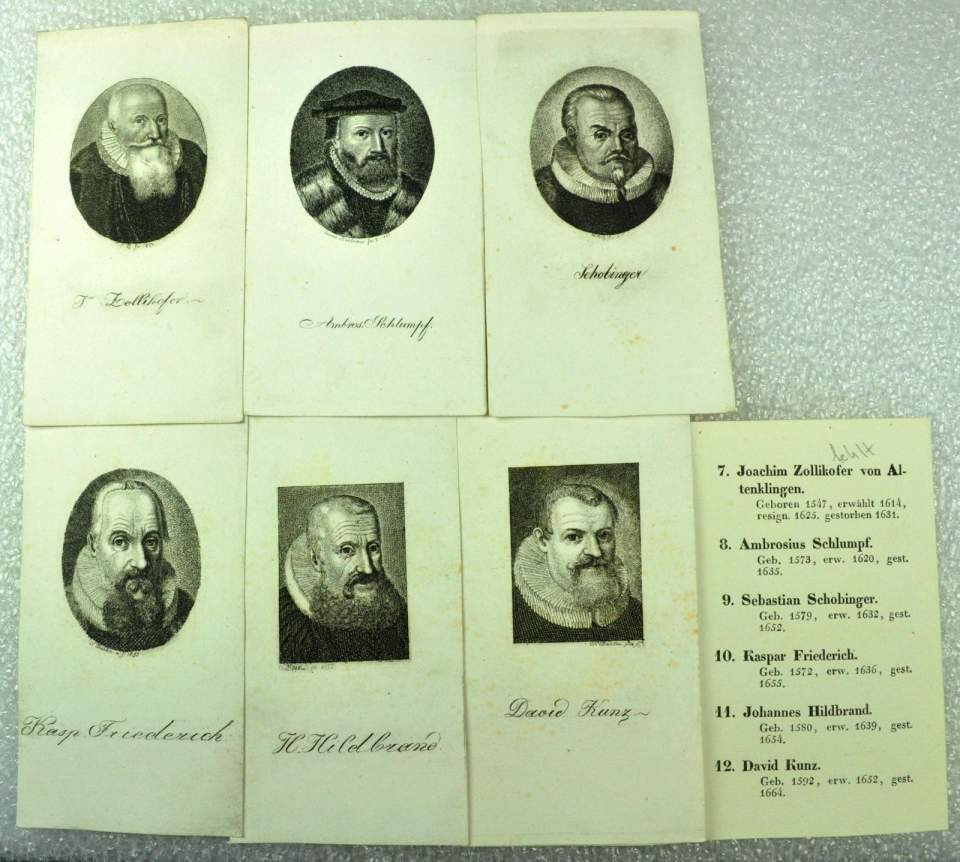 Zollikofer
Ambros. Schlumpf.
Schobinger
Kasp Friederich
H. Hildbrand
David Kunz
7. Joachim Zollikofer von Al-
tenklingen.
Geboren 1547, erwählt 1614,
resign. 1625. gestorben 1631.
8. Ambrosius Schlumpf.
Geb. 1573, erw. 1620, gest.
1635.
9. Sebastian Schobinger.
Geb. 1579, erw. 1632, gest.
1652.
10. Kaspar Friederich.
Geb. 1572, erw. 1636, gest.
1655.
11. Johannes Hildbrand.
Geb. 1580, erw. 1639, gest.
1654.
12. David Kunz.
Geb. 1592, erw. 1652, gest.
1664.